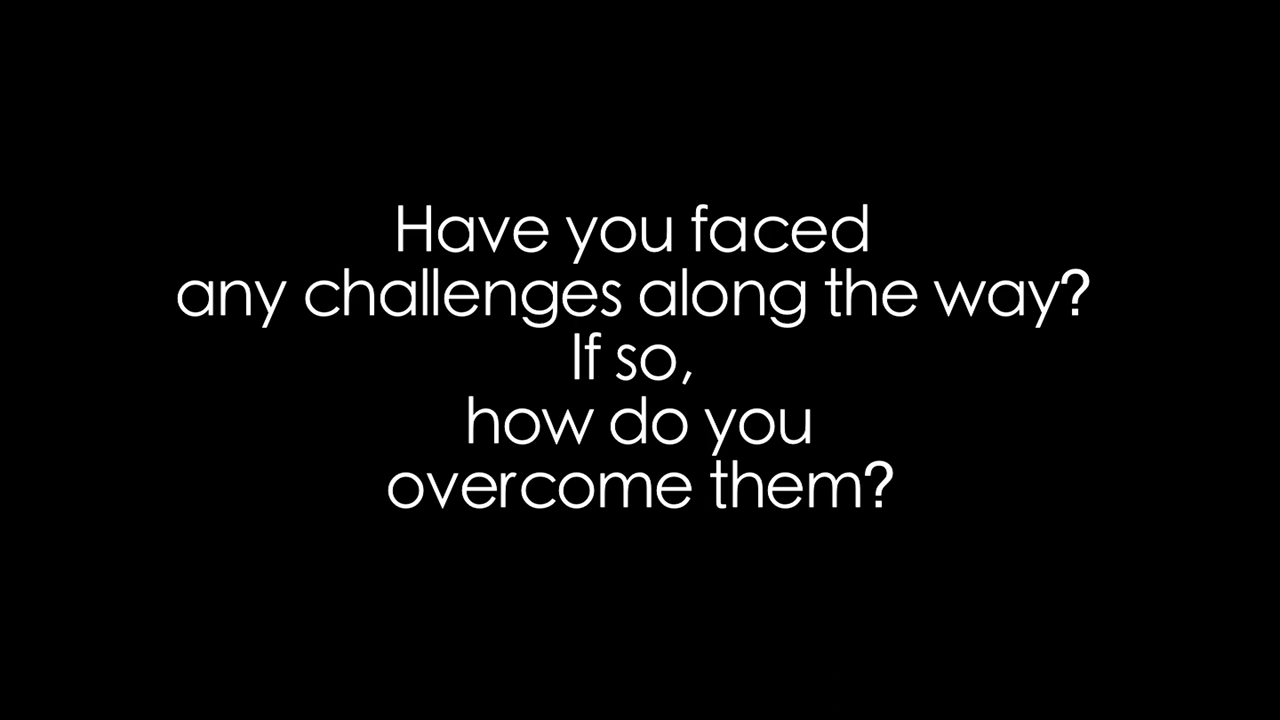 Have you faced
any challenges along the way?
If so,
how do you
overcome them?